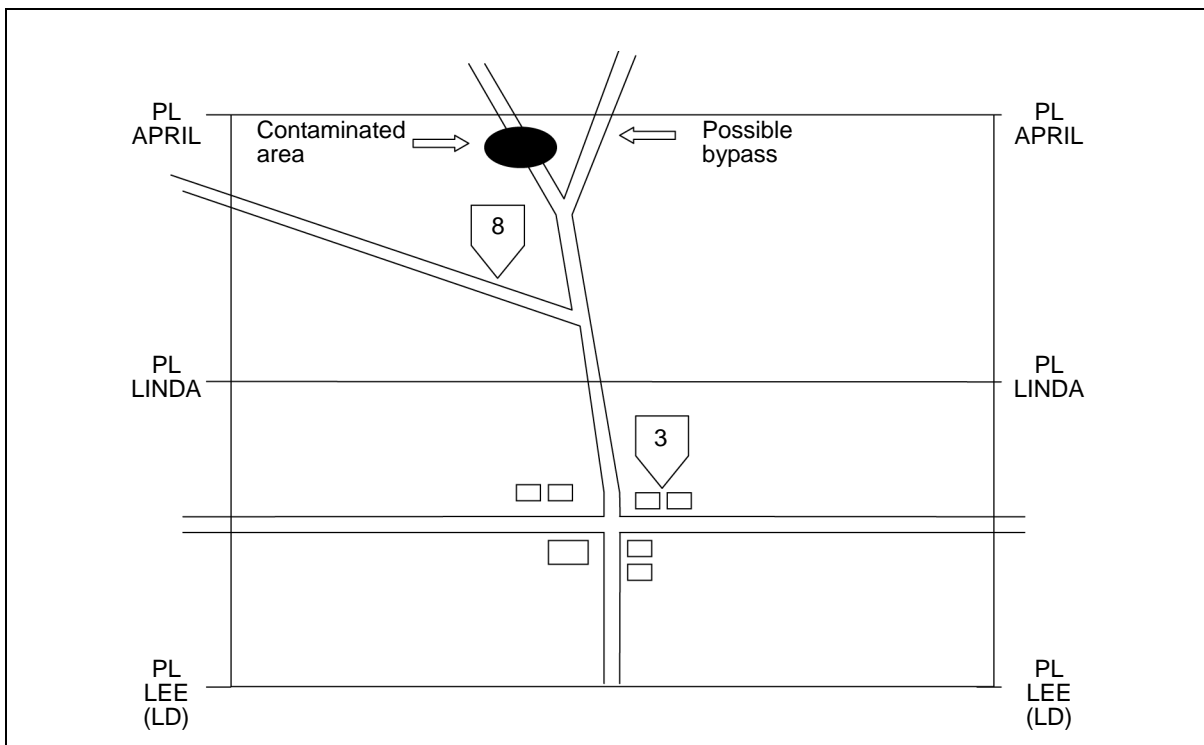 PL
APRIL
Contaminated
area
Possible
bypass
PL
APRIL
8
PL
LINDA
PL
LINDA
3
PL
LEE
(LD)
PL
LEE
(LD)